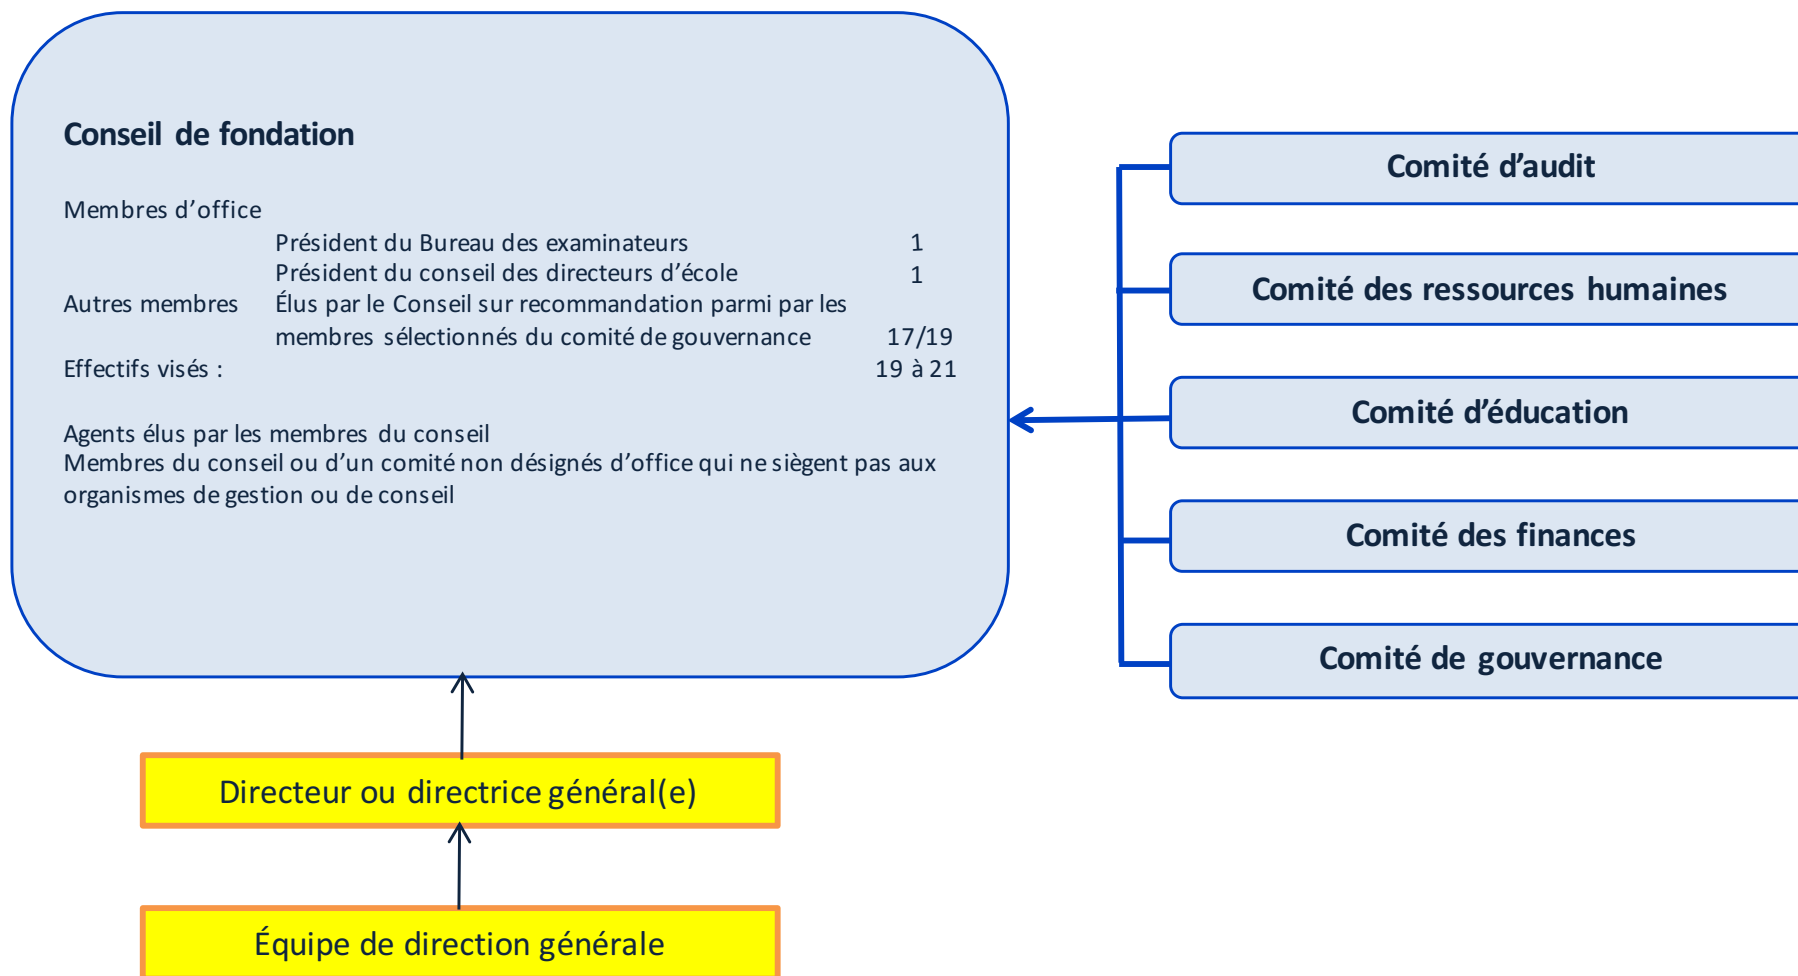 Conseil de fondation
Membres d’office
Président du Bureau des examinateurs 1
Président du conseil des directeurs d’école 1
Autres membres Élus par le Conseil sur recommandation parmi par les
membres sélectionnés du comité de gouvernance 17/19
Effectifs visés : 19 à 21
Agents élus par les membres du conseil
Membres du conseil ou d’un comité non désignés d’office qui ne siègent pas aux
organismes de gestion ou de conseil
Comité d’audit
Comité des ressources humaines
Comité d’éducation
Comité des finances
Comité de gouvernance
Directeur ou directrice général(e)
Équipe de direction générale